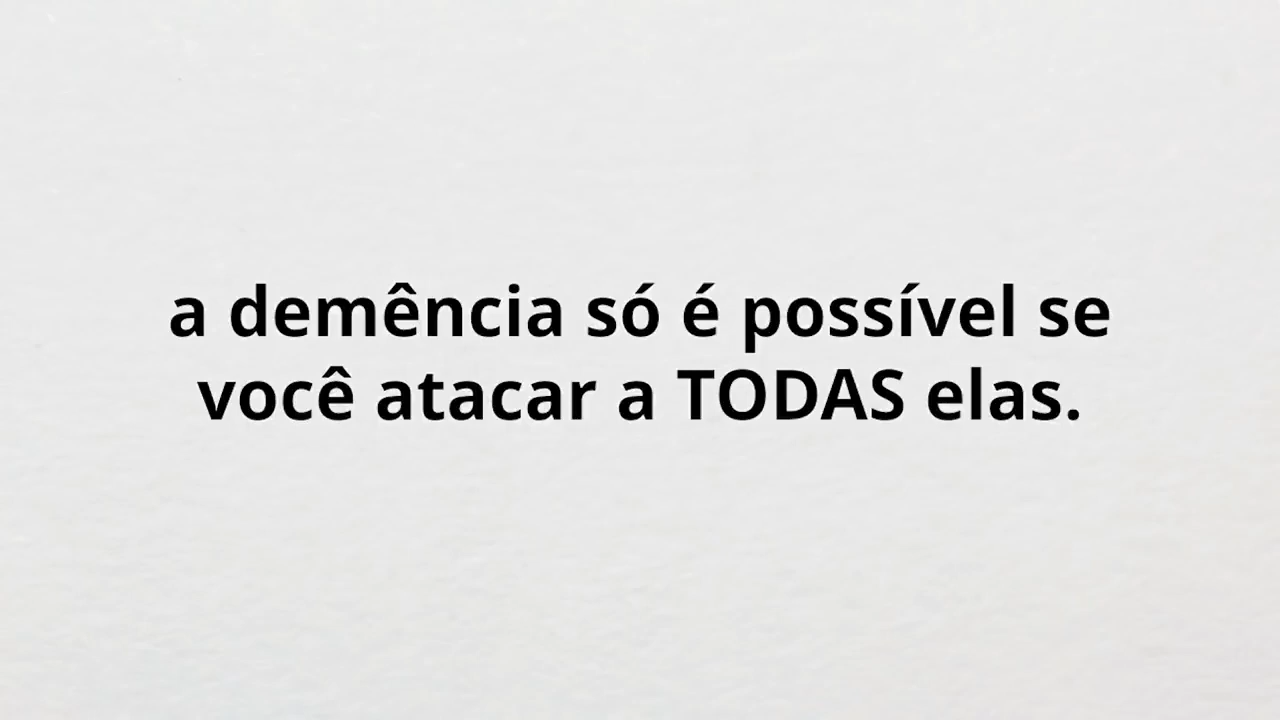 a demência só é possível se
você atacar a TODAS elas.